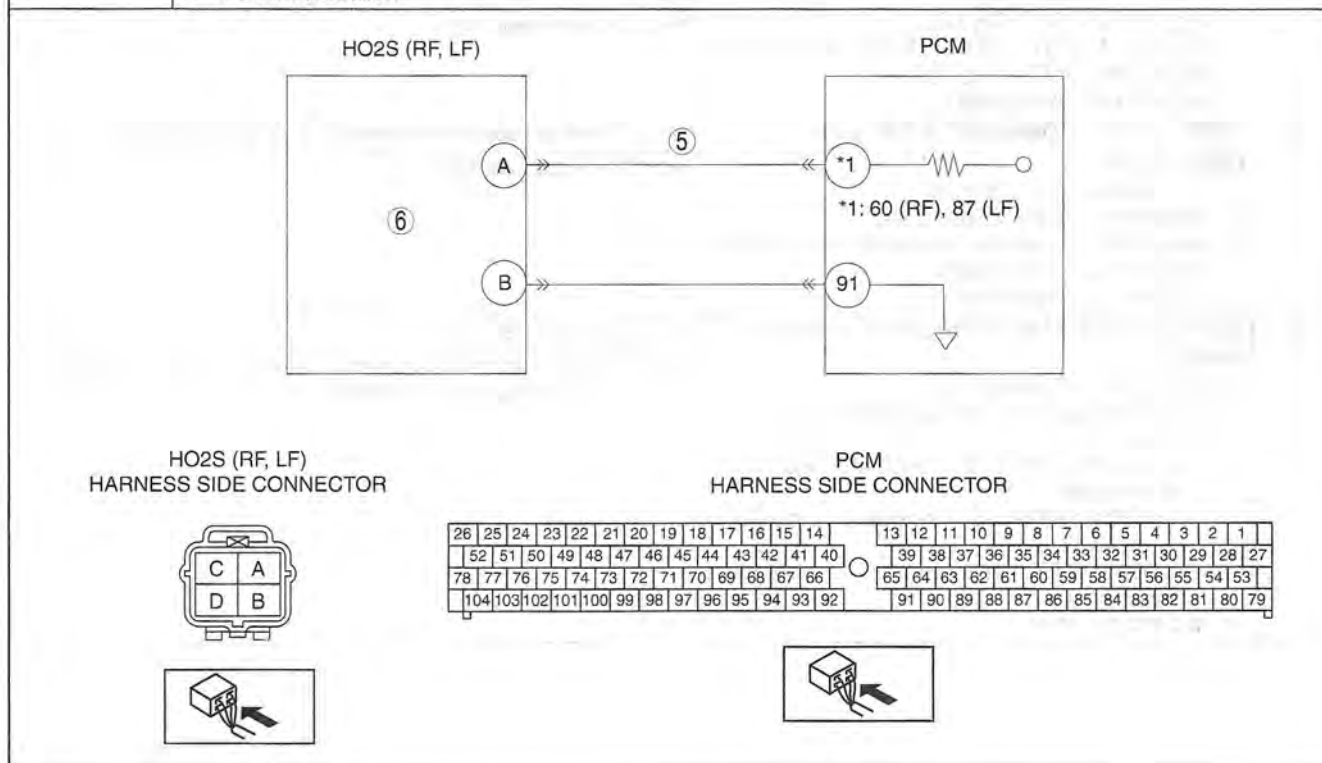 HO2S (RF, LF)
PCM
A
⑤
*1
*1: 60 (RF), 87 (LF)
⑥
B
91
HO2S (RF, LF)
HARNESS SIDE CONNECTOR
PCM
HARNESS SIDE CONNECTOR
C A
D B
26 25 24 23 22 21 20 19 18 17 16 15 14 13 12 11 10 9 8 7 6 5 4 3 2 1
52 51 50 49 48 47 46 45 44 43 42 41 40 39 38 37 36 35 34 33 32 31 30 29 28 27
78 77 76 75 74 73 72 71 70 69 68 67 66 65 64 63 62 61 60 59 58 57 56 55 54 53
104 103 102 101 100 99 98 97 96 95 94 93 92 91 90 89 88 87 86 85 84 83 82 81 80 79